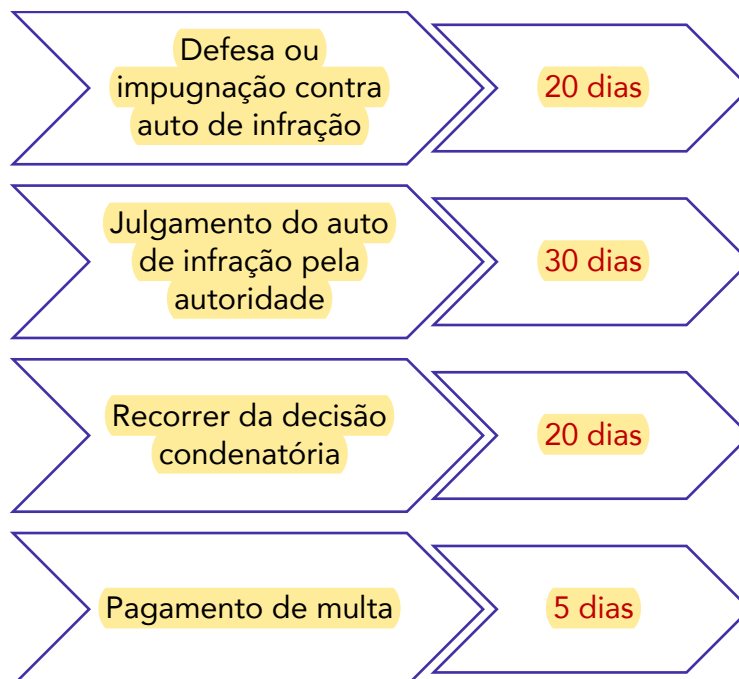 Defesa ou
impugnação contra
auto de infração
20 dias
Julgamento do auto
de infração pela
autoridade
30 dias
Recorrer da decisão
condenatória
20 dias
Pagamento de multa
5 dias